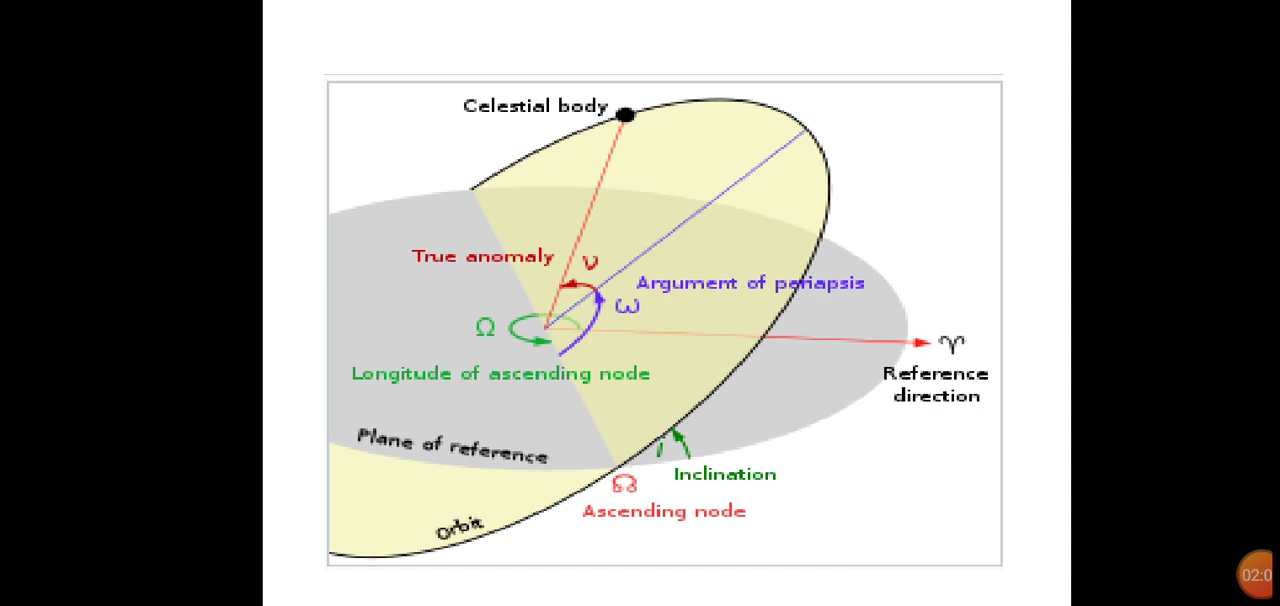 Celestial body
True anomaly
ν
Argument of periapsis
ω
Ω
♈
Longitude of ascending node
Reference
direction
Plane of reference
i
Inclination
☊
Ascending node
Orbit
02:0